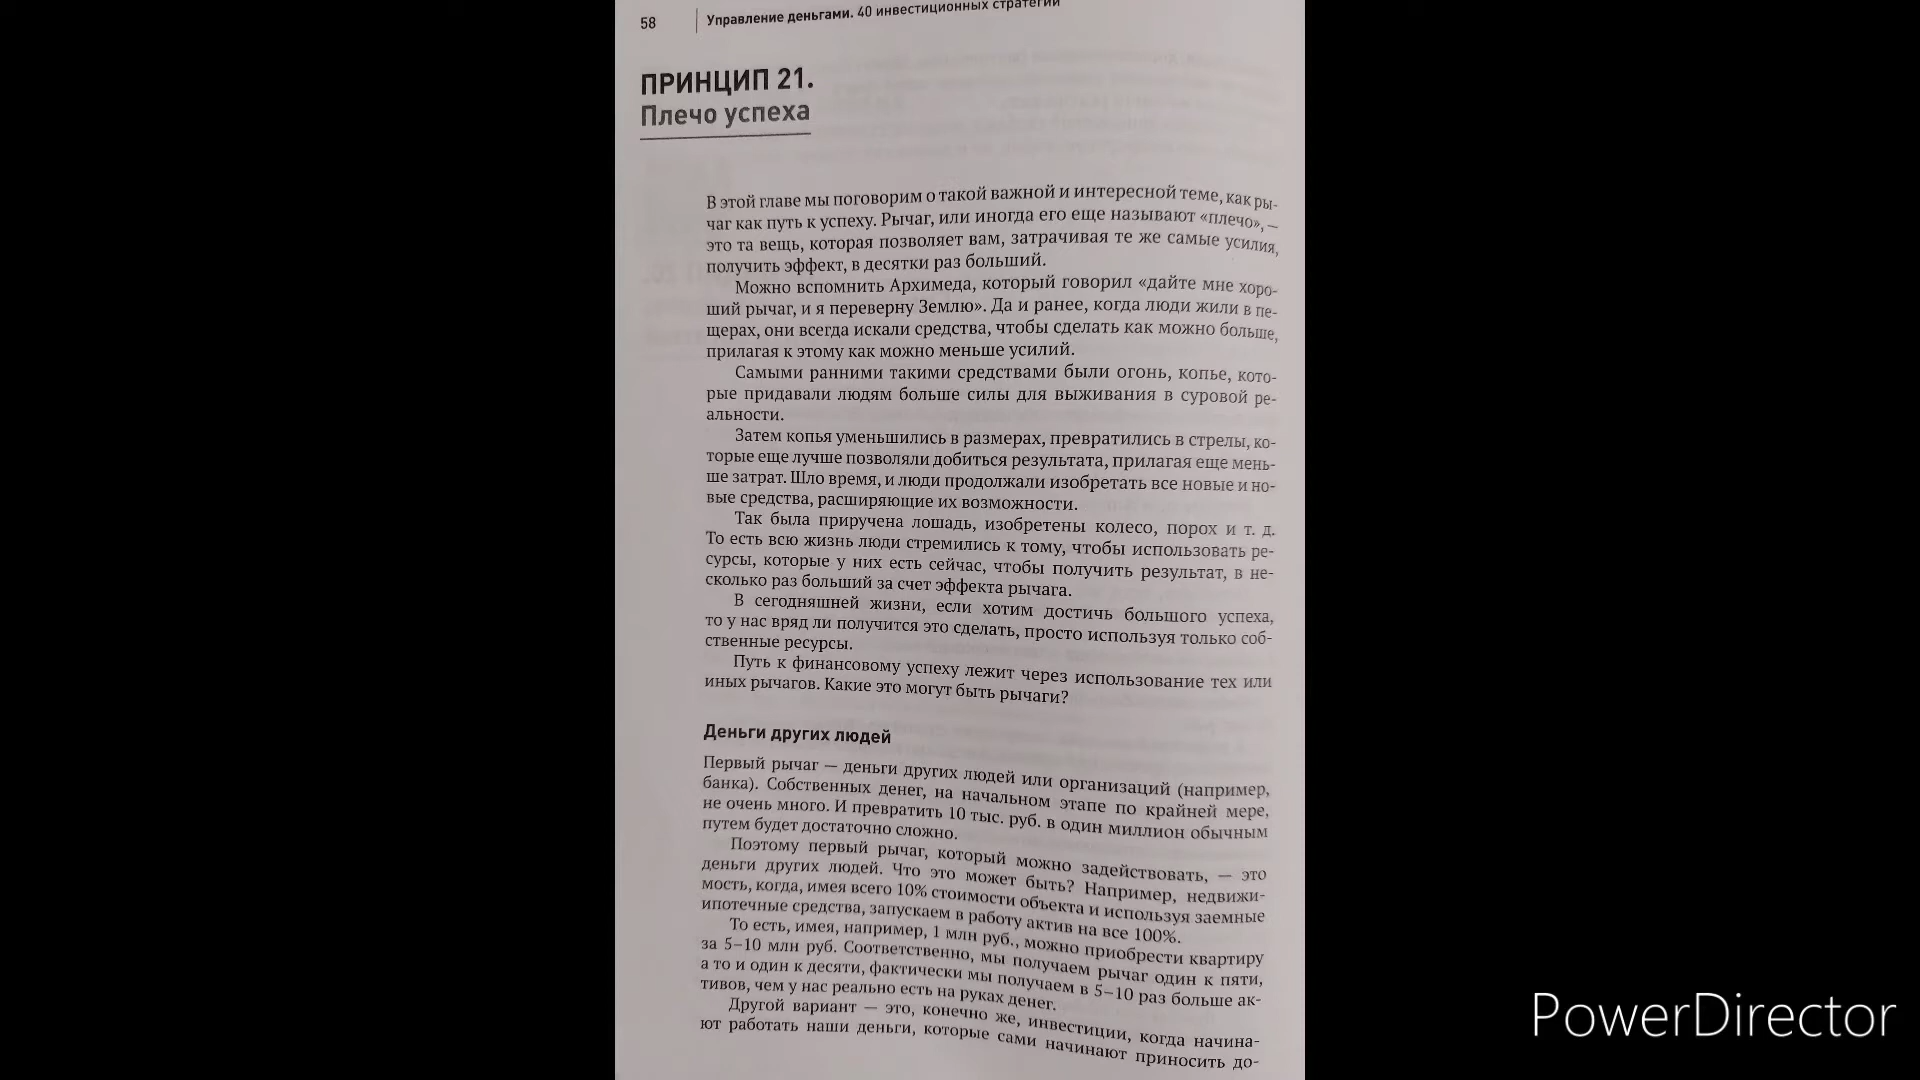 58
Управление деньгами. 40 инвестиционных стратегий
ПРИНЦИП 21.
Плечо успеха
В этой главе мы поговорим о такой важной и интересной теме, как ры-
чаг как путь к успеху. Рычаг, или иногда его еще называют «плечо», –
это та вещь, которая позволяет вам, затрачивая те же самые усилия,
получить эффект, в десятки раз больший.
Можно вспомнить Архимеда, который говорил «дайте мне хоро-
ший рычаг, и я переверну Землю». Да и ранее, когда люди жили в пе-
щерах, они всегда искали средства, чтобы сделать как можно больше,
прилагая к этому как можно меньше усилий.
Самыми ранними такими средствами были огонь, копье, кото-
рые придавали людям больше силы для выживания в суровой ре-
альности.
Затем копья уменьшились в размерах, превратились в стрелы, ко-
торые еще лучше позволяли добиться результата, прилагая еще мень-
ше затрат. Шло время, и люди продолжали изобретать все новые и но-
вые средства, расширяющие их возможности.
Так была приручена лошадь, изобретены колесо, порох и т. д.
То есть всю жизнь люди стремились к тому, чтобы использовать ре-
сурсы, которые у них есть сейчас, чтобы получить результат, в не-
сколько раз больший за счет эффекта рычага.
В сегодняшней жизни, если хотим достичь большого успеха,
то у нас вряд ли получится это сделать, просто используя только соб-
ственные ресурсы.
Путь к финансовому успеху лежит через использование тех или
иных рычагов. Какие это могут быть рычаги?
Деньги других людей
Первый рычаг — деньги других людей или организаций (например,
банка). Собственных денег, на начальном этапе по крайней мере,
не очень много. И превратить 10 тыс. руб. в один миллион обычным
путем будет достаточно сложно.
Поэтому первый рычаг, который можно задействовать, — это
деньги других людей. Что это может быть? Например, недвижи-
мость, когда, имея всего 10% стоимости объекта и используя заемные
ипотечные средства, запускаем в работу актив на все 100%.
То есть, имея, например, 1 млн руб., можно приобрести квартиру
за 5–10 млн руб. Соответственно, мы получаем рычаг один к пяти,
а то и один к десяти, фактически мы получаем в 5–10 раз больше ак-
тивов, чем у нас реально есть на руках денег.
Другой вариант — это, конечно же, инвестиции, когда начина-
ют работать наши деньги, которые сами начинают приносить до-
PowerDirector